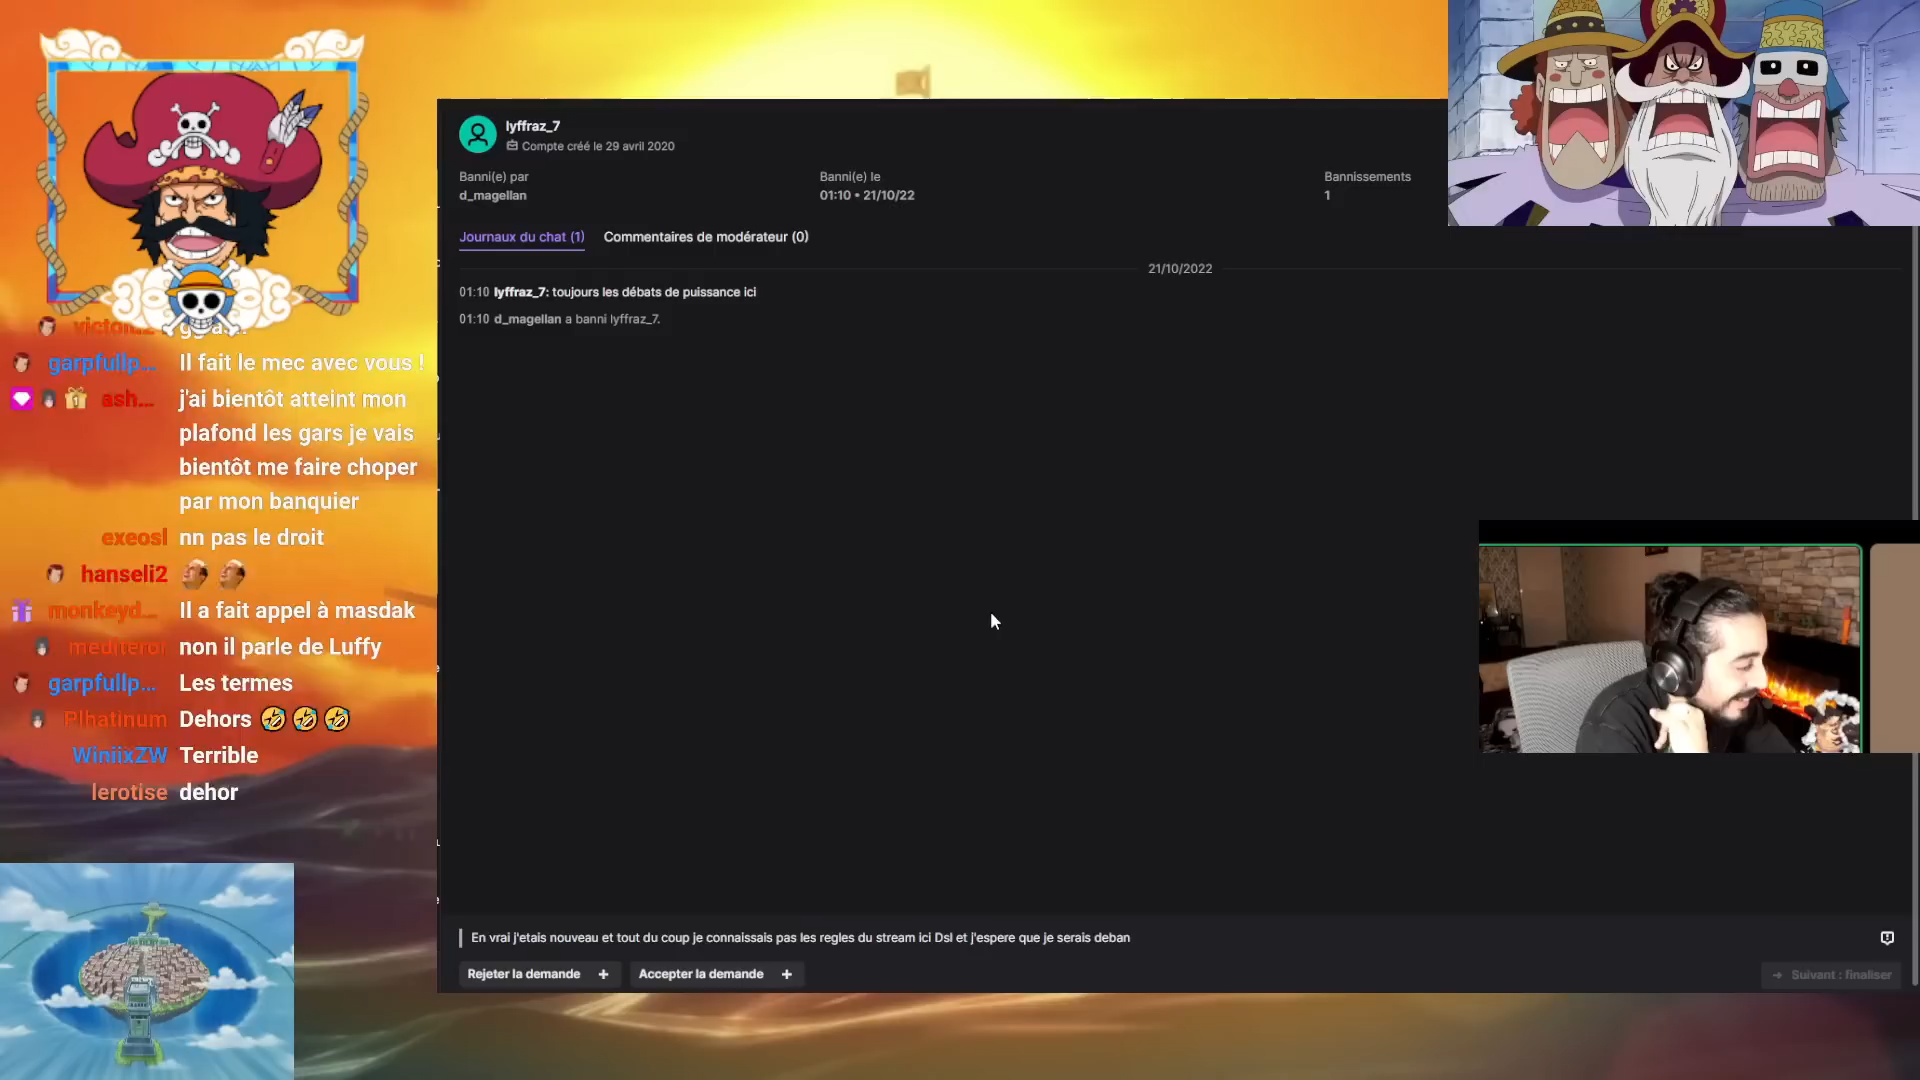 lyffraz_7
Compte créé le 29 avril 2020
Banni(e) par
d_magellan
Banni(e) le
01:10 • 21/10/22
Bannissements
1
Journaux du chat (1)
Commentaires de modérateur (0)
21/10/2022
01:10 lyffraz_7: toujours les débats de puissance ici
01:10 d_magellan a banni lyffraz_7.
garpfullp... Il fait le mec avec vous !
ash... j'ai bientôt atteint mon
plafond les gars je vais
bientôt me faire choper
par mon banquier
exeosl nn pas le droit
hanseli2
monkeyd... Il a fait appel à masdak
mediteroi non il parle de Luffy
garpfullp... Les termes
Plhatinum Dehors 🤣 🤣 🤣
WiniixZW Terrible
lerotise dehor
En vrai j'etais nouveau et tout du coup je connaissais pas les regles du stream ici Dsl et j'espere que je serais deban
Rejeter la demande +
Accepter la demande +
→ Suivant : finaliser